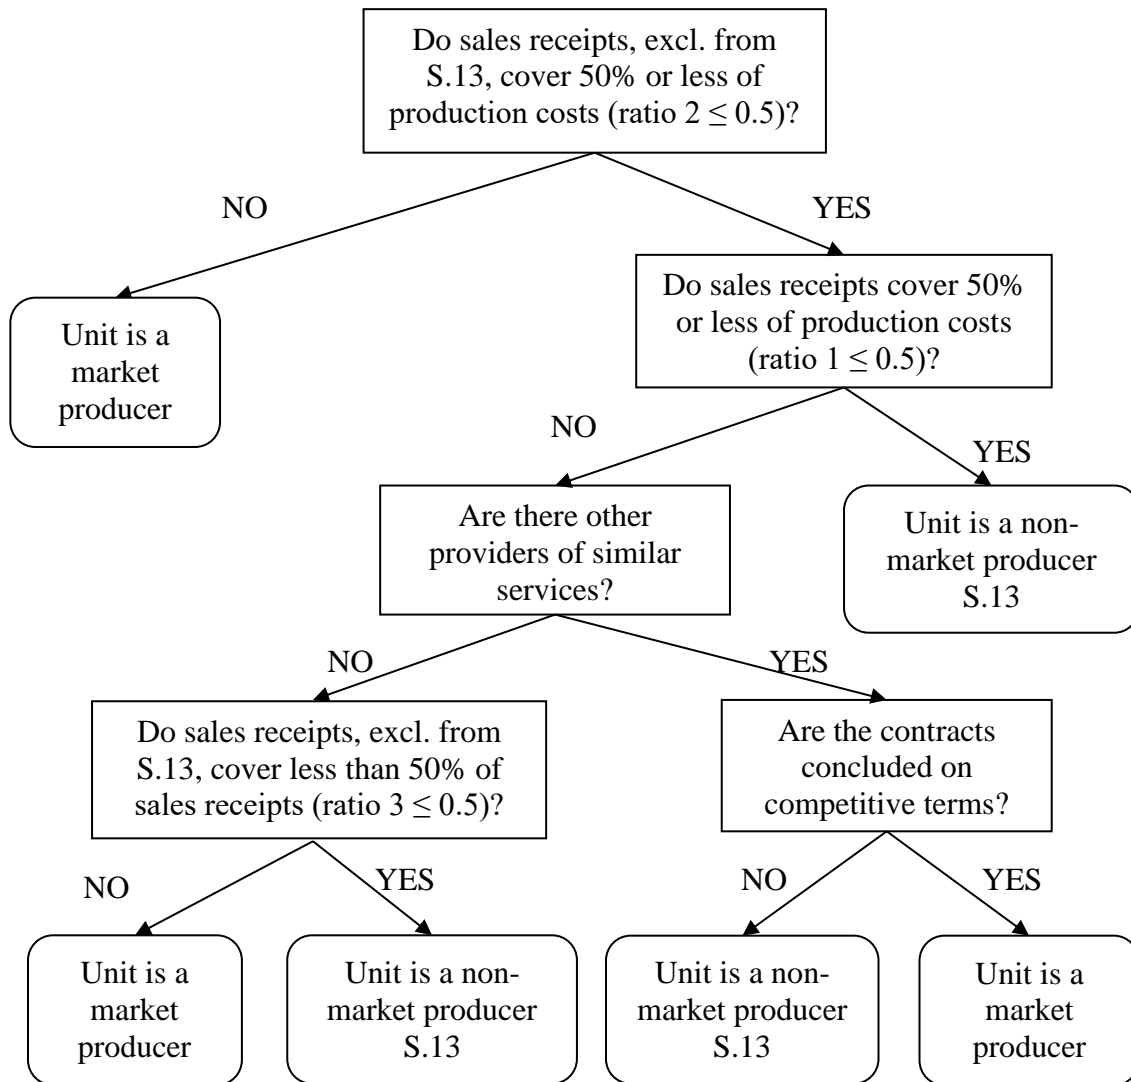 Do sales receipts, excl. from
S.13, cover 50% or less of
production costs (ratio 2 ≤ 0.5)?
NO
YES
Unit is a
market
producer
Do sales receipts cover 50%
or less of production costs
(ratio 1 ≤ 0.5)?
NO
YES
Are there other
providers of similar
services?
Unit is a non-
market producer
S.13
NO
YES
Do sales receipts, excl. from
S.13, cover less than 50% of
sales receipts (ratio 3 ≤ 0.5)?
Are the contracts
concluded on
competitive terms?
NO
YES
NO
YES
Unit is a
market
producer
Unit is a non-
market producer
S.13
Unit is a non-
market producer
S.13
Unit is a
market
producer